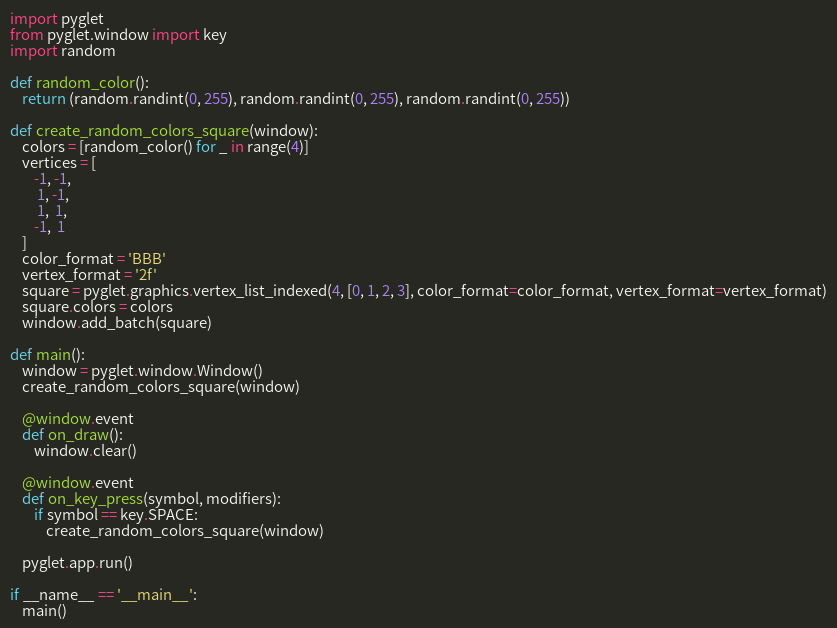 import pyglet
from pyglet.window import key
import random

def random_color():
    return (random.randint(0, 255), random.randint(0, 255), random.randint(0, 255))

def create_random_colors_square(window):
    colors = [random_color() for _ in range(4)]
    vertices = [
        -1, -1,
         1, -1,
         1,  1,
        -1,  1
    ]
    color_format = 'BBB'
    vertex_format = '2f'
    square = pyglet.graphics.vertex_list_indexed(4, [0, 1, 2, 3], color_format=color_format, vertex_format=vertex_format)
    square.colors = colors
    window.add_batch(square)

def main():
    window = pyglet.window.Window()
    create_random_colors_square(window)

    @window.event
    def on_draw():
        window.clear()

    @window.event
    def on_key_press(symbol, modifiers):
        if symbol == key.SPACE:
            create_random_colors_square(window)

    pyglet.app.run()

if __name__ == '__main__':
    main()